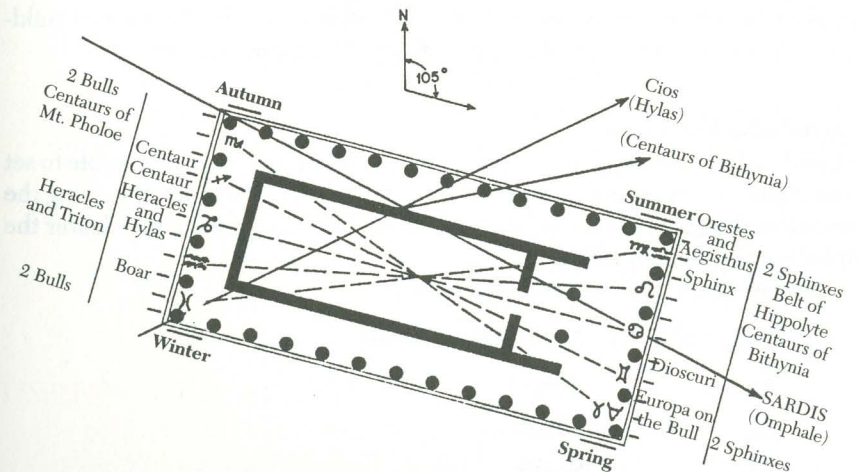 N
105°
Autumn
2 Bulls
Centaurs of
Mt. Pholoe
Heracles
and Triton
2 Bulls
Centaur
Centaur
Heracles
and
Hylas
Boar
Winter
Cios
(Hylas)
(Centaurs of Bithynia)
Summer
Orestes
and
Aegisthus
Sphinx
Dioscuri
Europa on
the Bull
2 Sphinxes
Belt of
Hippolyte
Centaurs of
Bithynia
SARDIS
(Omphale)
2 Sphinxes
Spring
♏
♐
♑
♒
♓
♍♎
♌
♋
♊
♈♉